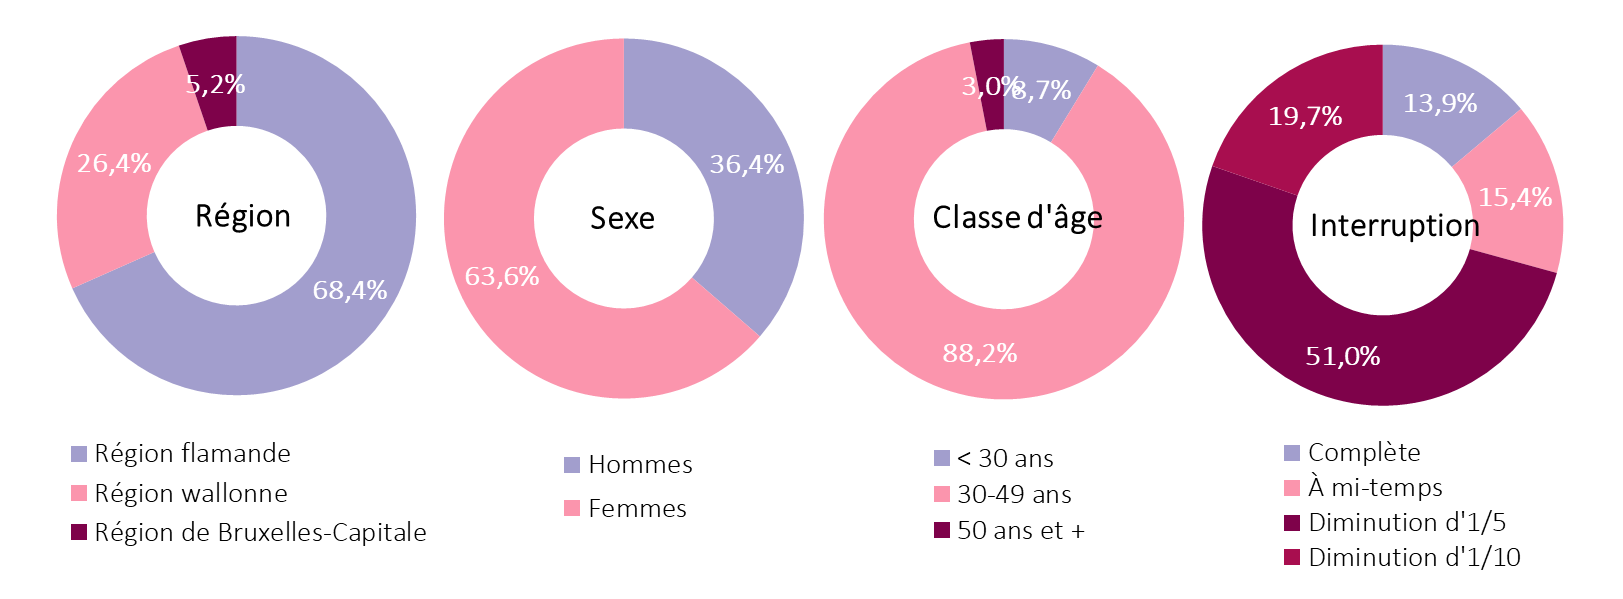 5,2%
26,4%
68,4%
Région
Région flamande
Région wallonne
Région de Bruxelles-Capitale
36,4%
63,6%
Sexe
Hommes
Femmes
3,0%
8,7%
88,2%
Classe d'âge
< 30 ans
30-49 ans
50 ans et +
13,9%
19,7%
15,4%
51,0%
Interruption
Complète
À mi-temps
Diminution d'1/5
Diminution d'1/10